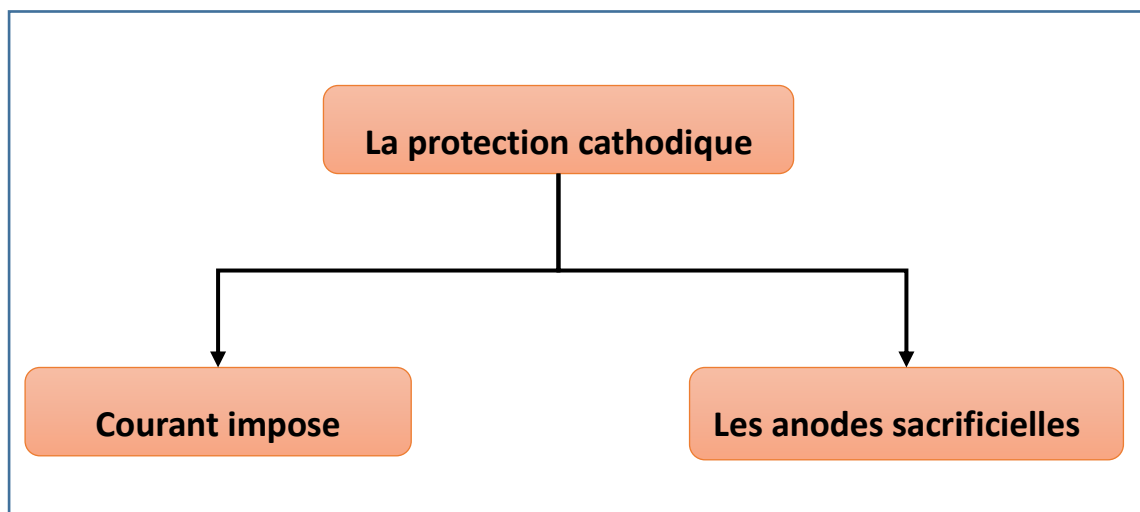 La protection cathodique
Courant impose
Les anodes sacrificielles